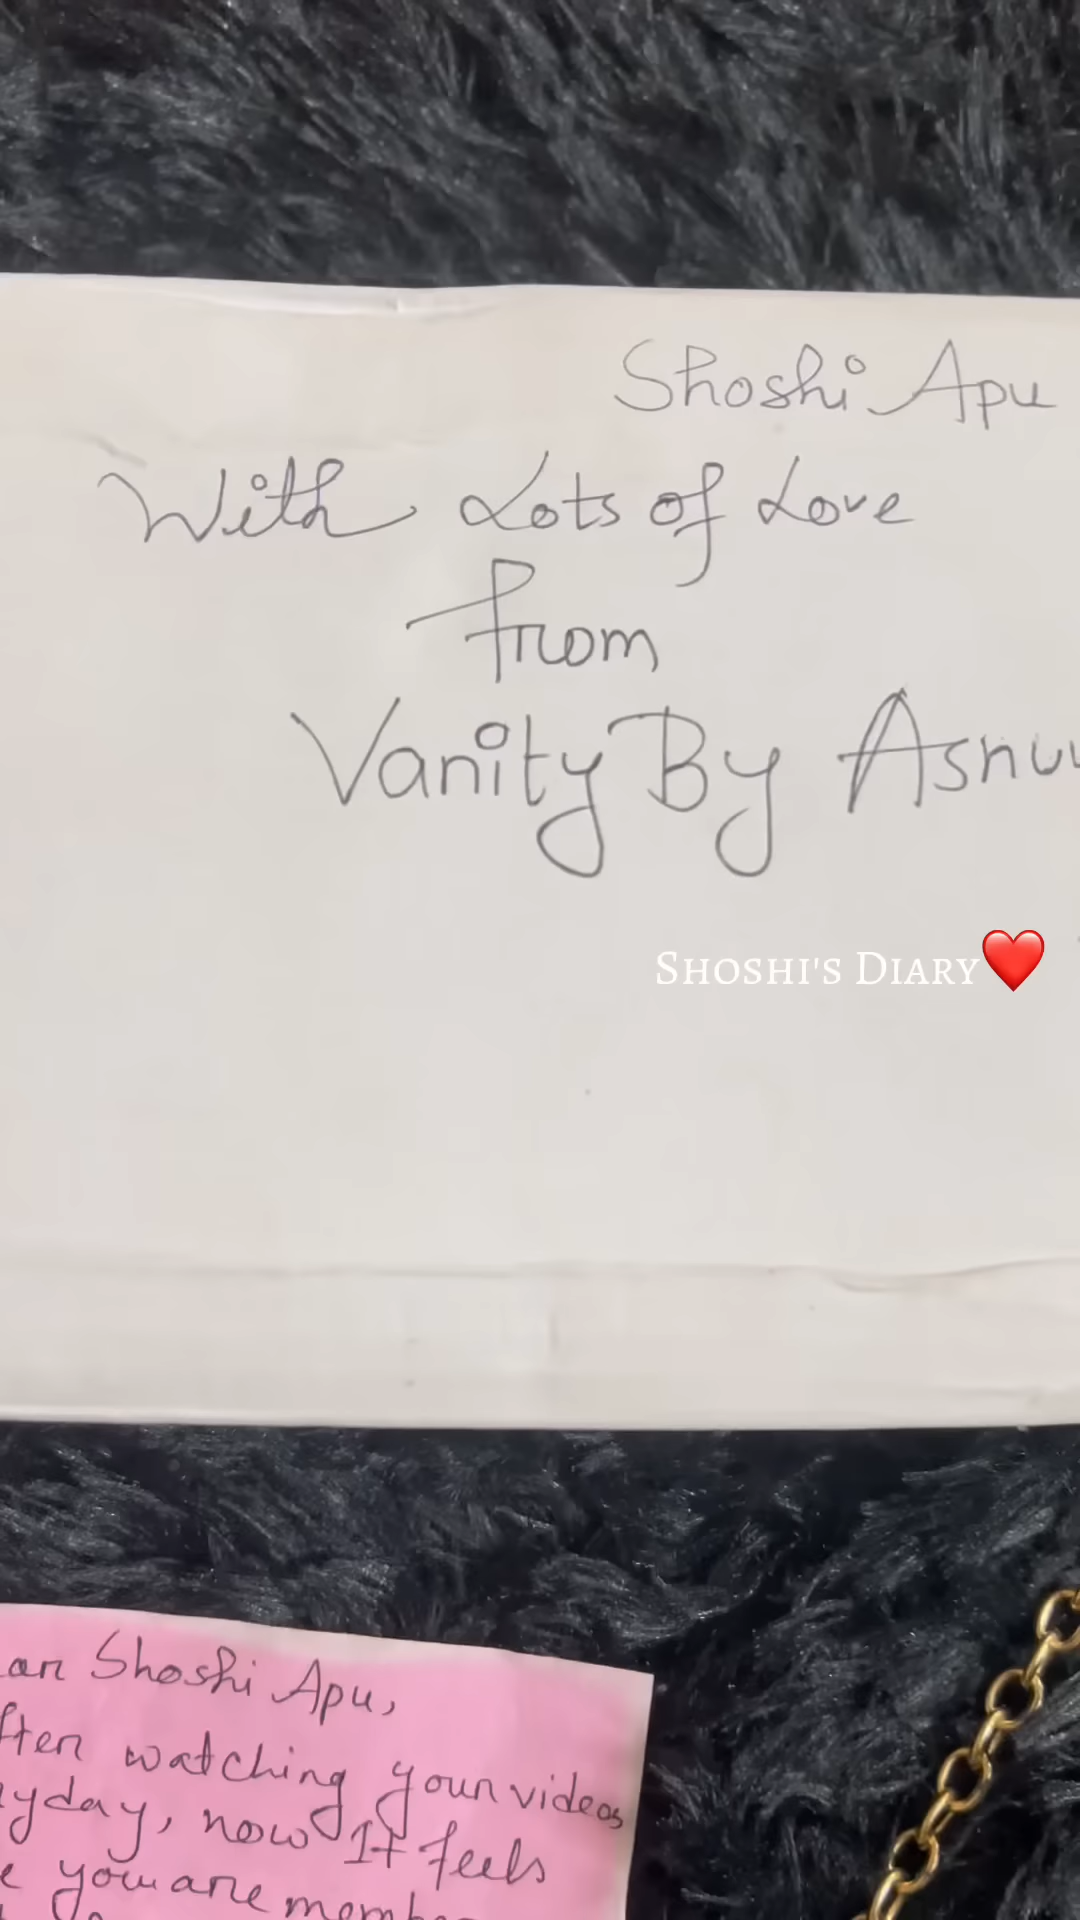 Shoshi Apu
With Lots of Love
from
Vanity By
SHOSHI'S DIARY❤️
Shoshi Apu,
watching your videos
now It feels
you are